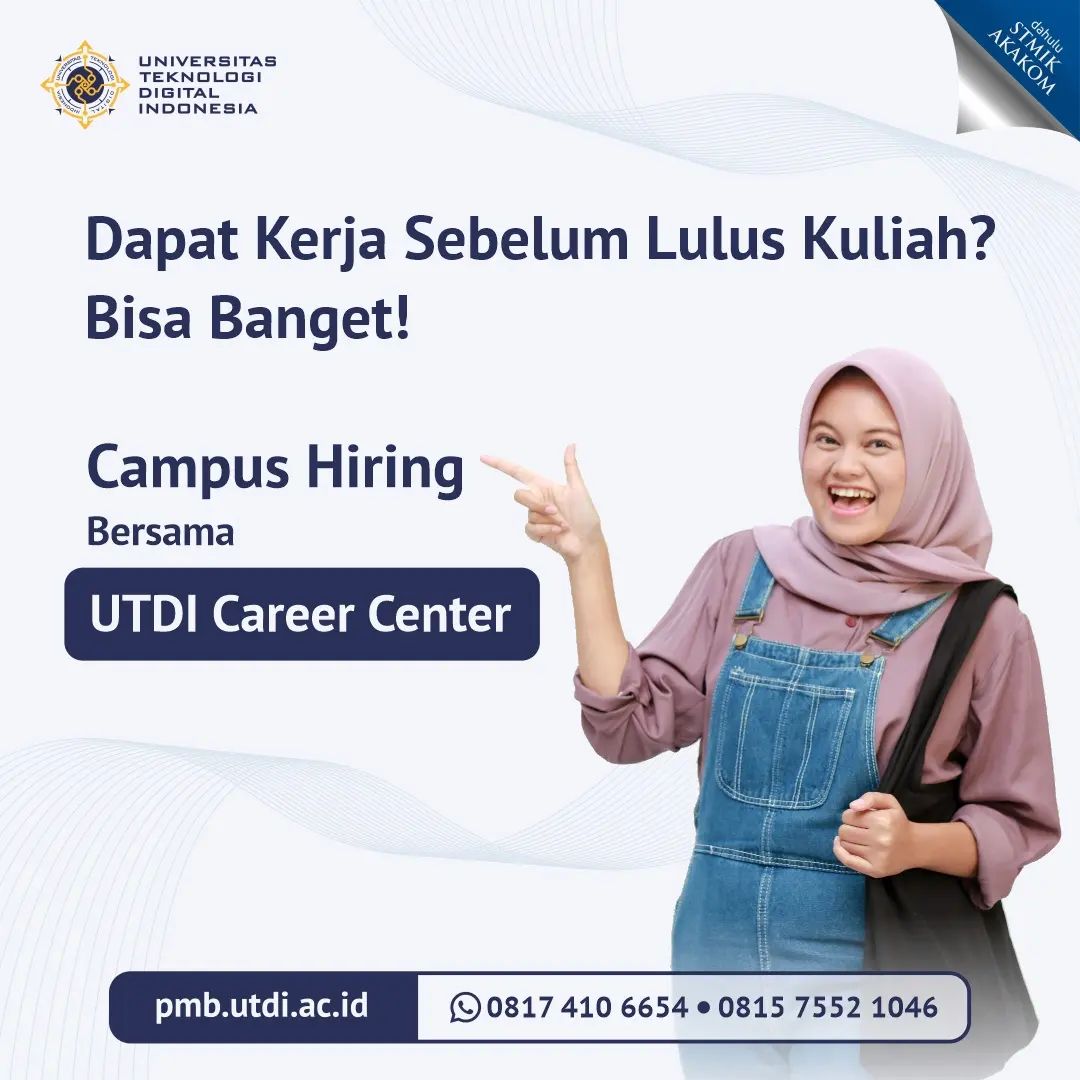 UNIVERSITAS
TEKNOLOGI
DIGITAL
INDONESIA
dahulu
STMIK
AKAKOM
Dapat Kerja Sebelum Lulus Kuliah?
Bisa Banget!
Campus Hiring
Bersama
UTDI Career Center
pmb.utdi.ac.id
0817 410 6654 • 0815 7552 1046